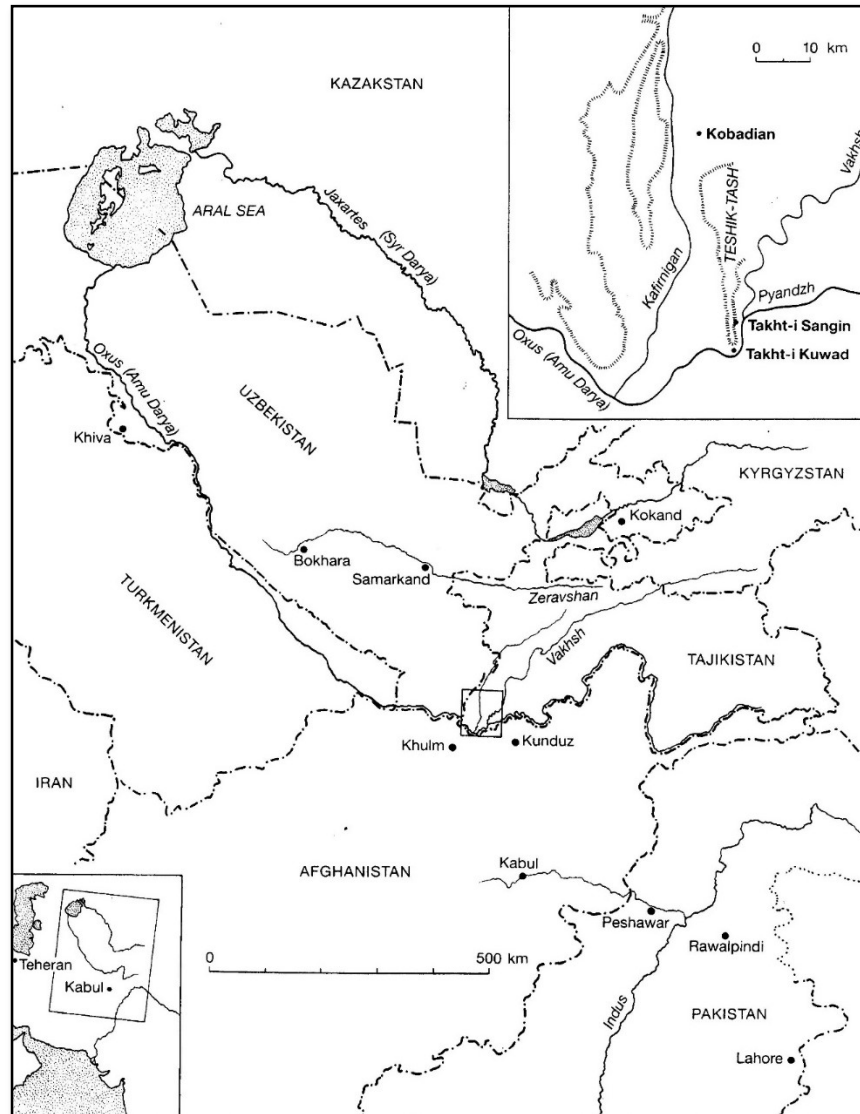 KAZAKSTAN
ARAL SEA
Jaxartes (Syr Darya)
Oxus (Amu Darya)
Khiva
UZBEKISTAN
KYRGYZSTAN
Kokand
Bokhara
Samarkand
Zeravshan
TURKMENISTAN
Vakhsh
TAJIKISTAN
Khulm
Kunduz
IRAN
AFGHANISTAN
Kabul
Peshawar
Rawalpindi
0 500 km
Indus
PAKISTAN
Lahore
0 10 km
Kobadian
Vakhsh
TESHIK-TASH
Kafirnigan
Pyandzh
Takht-i Sangin
Takht-i Kuwad
Oxus (Amu Darya)
Teheran
Kabul